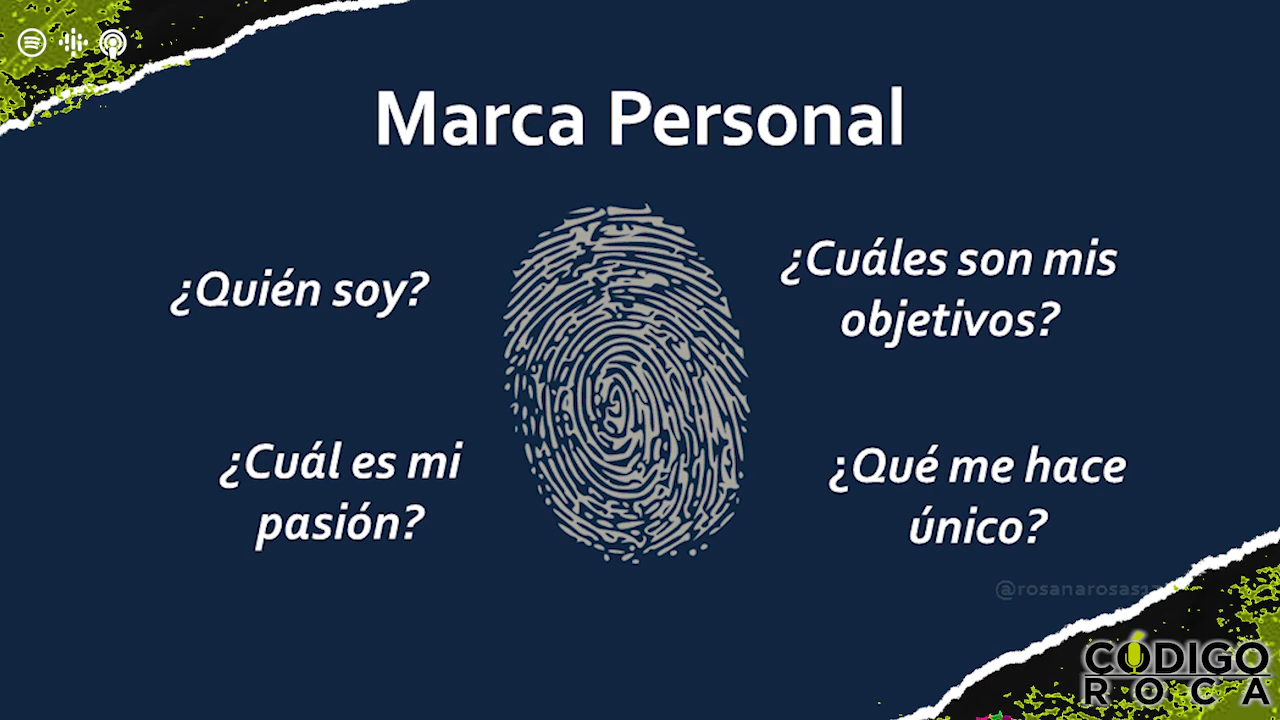 Marca Personal
¿Quién soy?
¿Cuáles son mis
objetivos?
¿Cuál es mi
pasión?
¿Qué me hace
único?
CÓDIGO
ROCA